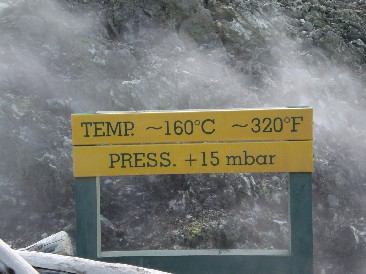 TEMP. ~160°C ~320°F
PRESS. +15 mbar